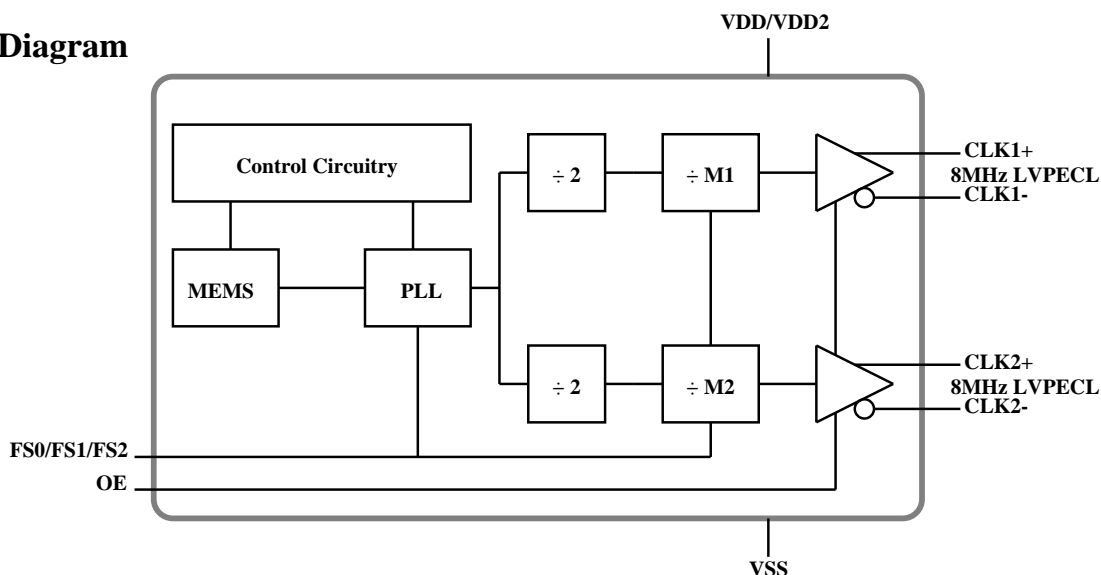 VDD/VDD2
Diagram
Control Circuitry
÷ 2
÷ M1
CLK1+
8MHz LVPECL
CLK1-
MEMS
PLL
÷ 2
÷ M2
CLK2+
8MHz LVPECL
CLK2-
FS0/FS1/FS2
OE
VSS